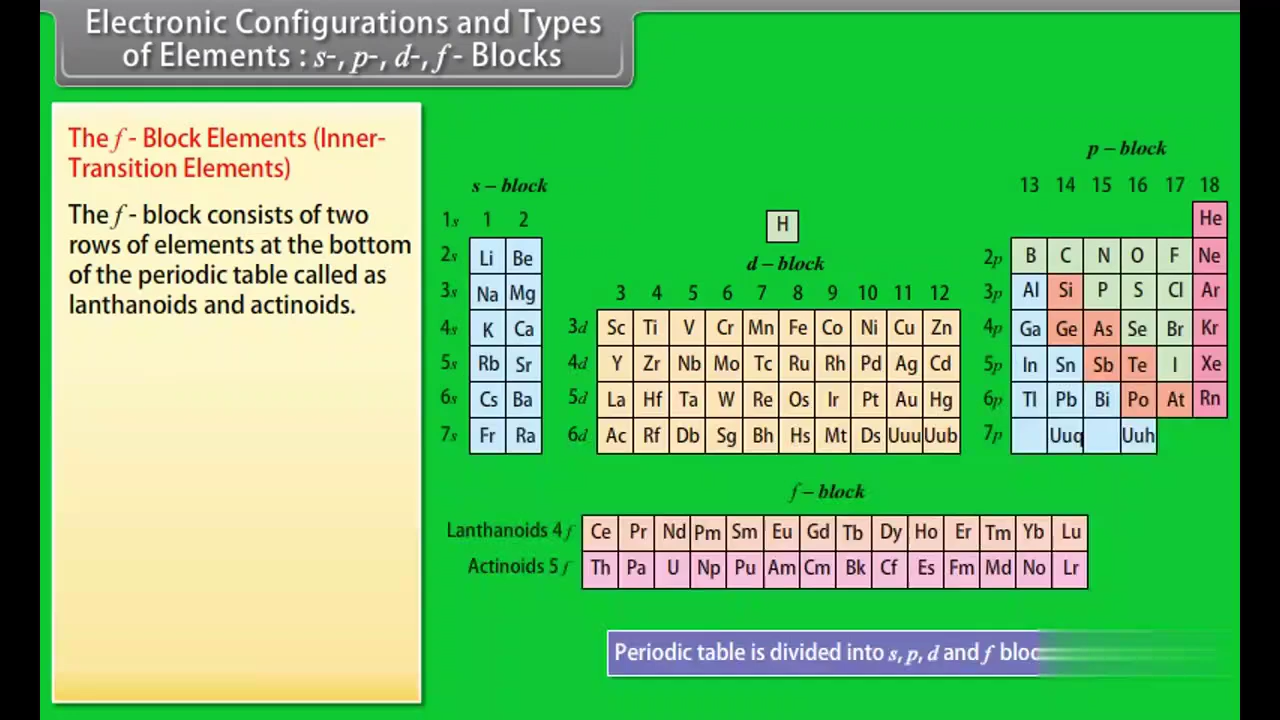 Electronic Configurations and Types
of Elements : s-, p-, d-, f - Blocks
The f - Block Elements (Inner-
Transition Elements)
The f - block consists of two
rows of elements at the bottom
of the periodic table called as
lanthanoids and actinoids.
p – block
s – block 13 14 15 16 17 18
1s 1 2 H He
d – block
2s Li Be 2p B C N O F Ne
3s Na Mg 3 4 5 6 7 8 9 10 11 12 3p Al Si P S Cl Ar
4s K Ca 3d Sc Ti V Cr Mn Fe Co Ni Cu Zn 4p Ga Ge As Se Br Kr
5s Rb Sr 4d Y Zr Nb Mo Tc Ru Rh Pd Ag Cd 5p In Sn Sb Te I Xe
6s Cs Ba 5d La Hf Ta W Re Os Ir Pt Au Hg 6p Tl Pb Bi Po At Rn
7s Fr Ra 6d Ac Rf Db Sg Bh Hs Mt Ds Uuu Uub 7p Uuq Uuh
f – block
Lanthanoids 4f Ce Pr Nd Pm Sm Eu Gd Tb Dy Ho Er Tm Yb Lu
Actinoids 5f Th Pa U Np Pu Am Cm Bk Cf Es Fm Md No Lr
Periodic table is divided into s, p, d and f